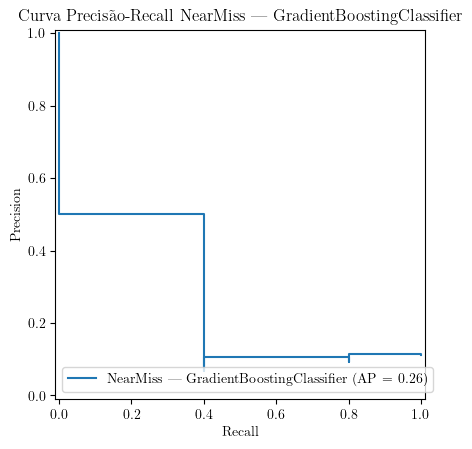 Curva Precisão-Recall NearMiss — GradientBoostingClassifier
1.0
0.8
0.6
0.4
0.2
0.0
Precision
NearMiss — GradientBoostingClassifier (AP = 0.26)
0.0 0.2 0.4 0.6 0.8 1.0
Recall